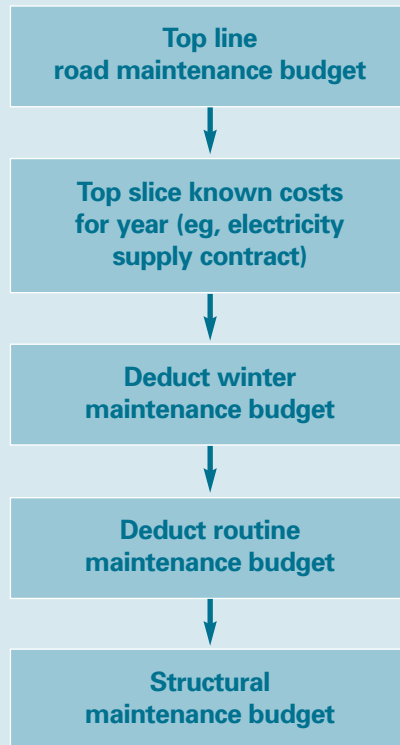 Top line
road maintenance budget
Top slice known costs
for year (eg, electricity
supply contract)
Deduct winter
maintenance budget
Deduct routine
maintenance budget
Structural
maintenance budget